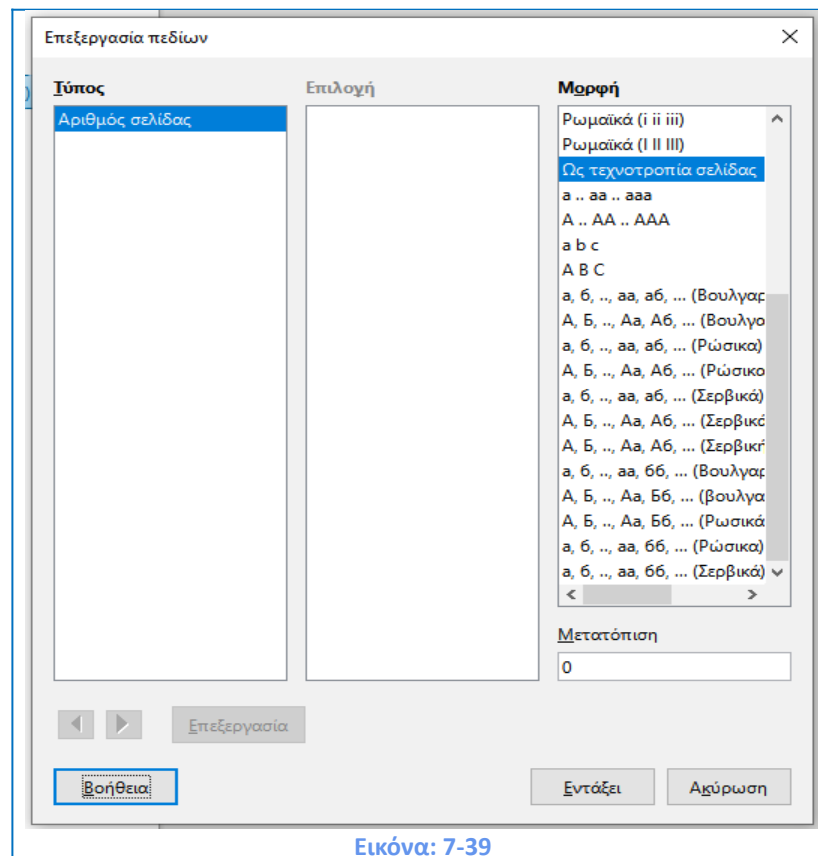 Επεξεργασία πεδίων
Τύπος
Επιλογή
Μορφή
Αριθμός σελίδας
Ρωμαϊκά (i ii iii)
Ρωμαϊκά (I II III)
Ως τεχνοτροπία σελίδας
a .. aa .. aaa
A .. AA .. AAA
a b c
A B C
а, б, .., аа, аб, ... (Βουλγαρ
А, Б, .., Аа, Аб, ... (Βουλγα
а, б, .., аа, аб, ... (Ρώσικα)
А, Б, .., Аа, Аб, ... (Ρώσικα
а, б, .., аа, аб, ... (Σερβικά)
А, Б, .., Аа, Аб, ... (Σερβικά
А, Б, .., Аа, Аб, ... (Σερβική
а, б, .., аа, бб, ... (Βουλγαρ
А, Б, .., Аа, Бб, ... (βουλγα
А, Б, .., Аа, Бб, ... (Ρωσικά
а, б, .., аа, бб, ... (Ρώσικα)
а, б, .., аа, бб, ... (Σερβικά)
Μετατόπιση
0
Επεξεργασία
Βοήθεια
Εντάξει
Ακύρωση
Εικόνα: 7-39